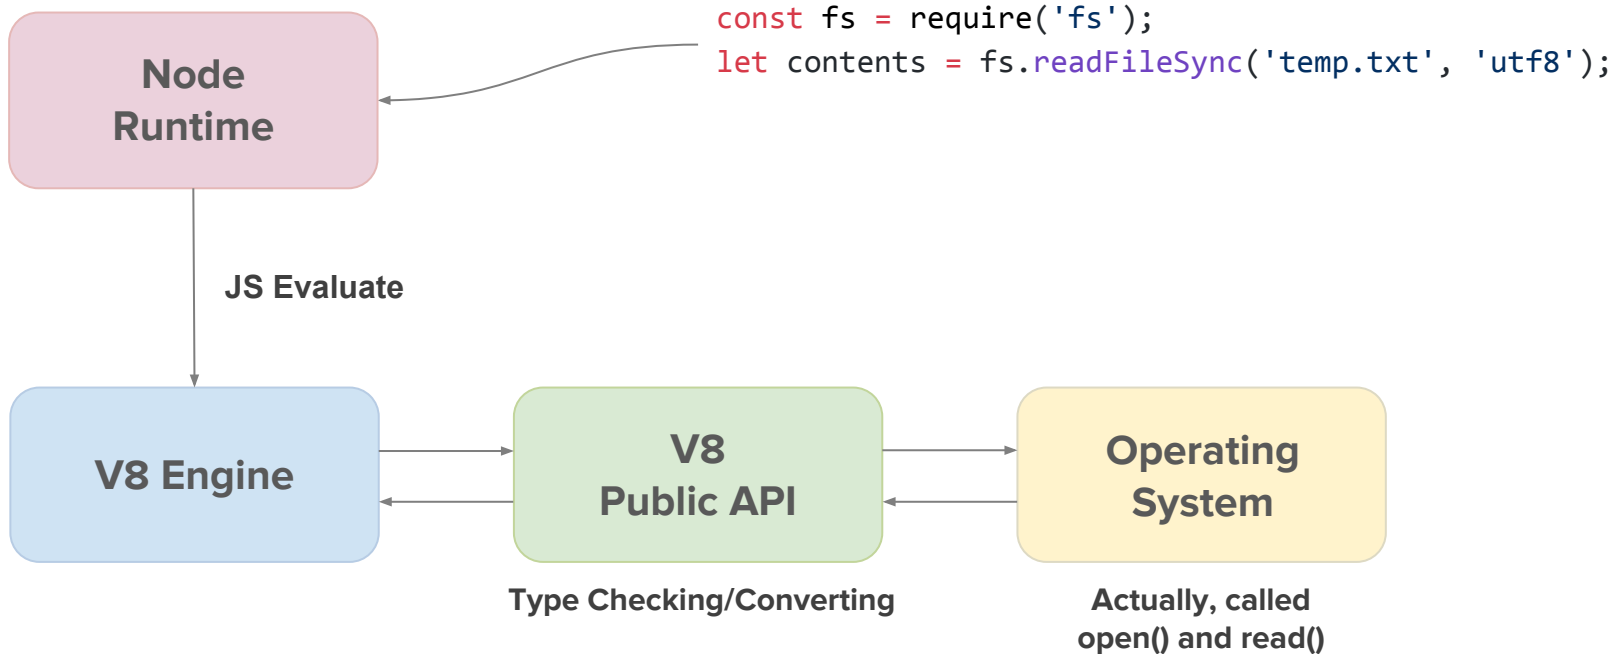 const fs = require('fs');
let contents = fs.readFileSync('temp.txt', 'utf8');
Node
Runtime
JS Evaluate
V8 Engine
V8
Public API
Operating
System
Type Checking/Converting
Actually, called
open() and read()